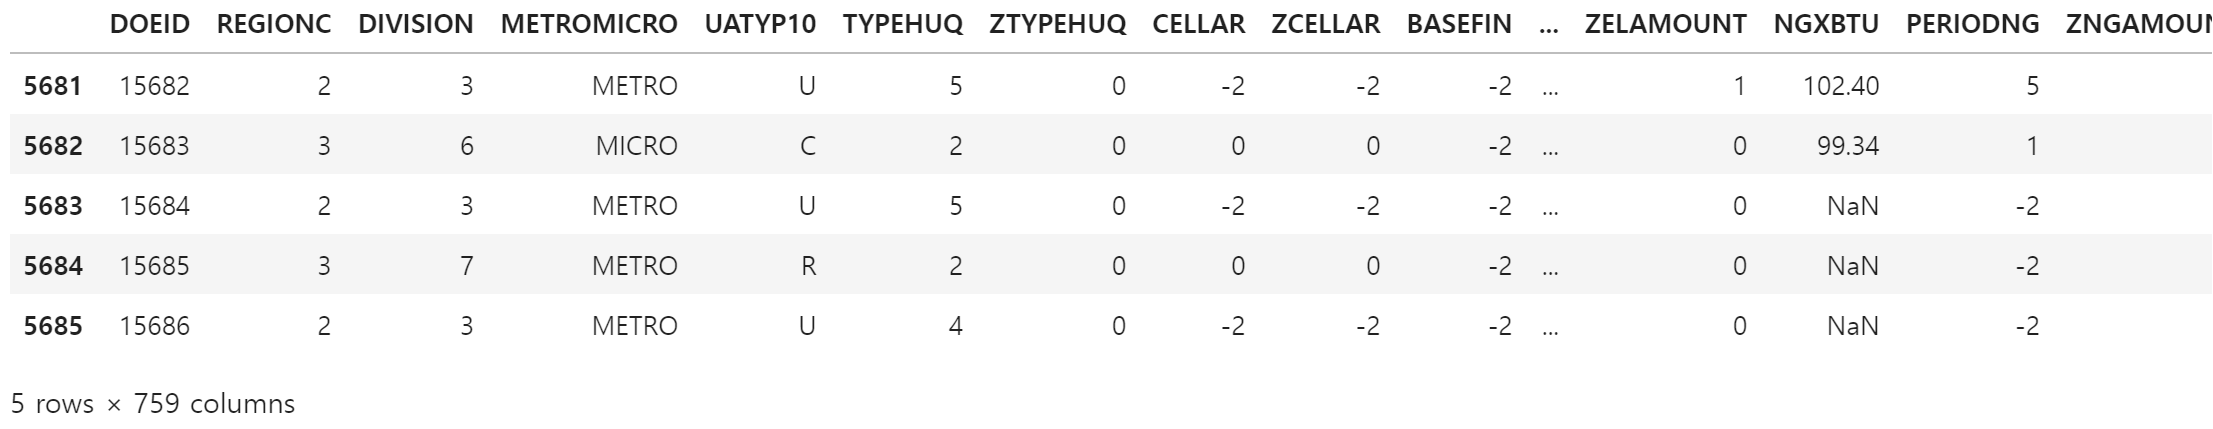 DOEID REGIONC DIVISION METROMICRO UATYP10 TYPEHUQ ZTYPEHUQ CELLAR ZCELLAR BASEFIN ... ZELAMOUNT NGXBTU PERIODNG ZNGAMOUN
5681 15682 2 3 METRO U 5 0 -2 -2 -2 ... 1 102.40 5
5682 15683 3 6 MICRO C 2 0 0 0 -2 ... 0 99.34 1
5683 15684 2 3 METRO U 5 0 -2 -2 -2 ... 0 NaN -2
5684 15685 3 7 METRO R 2 0 0 0 -2 ... 0 NaN -2
5685 15686 2 3 METRO U 4 0 -2 -2 -2 ... 0 NaN -2
5 rows × 759 columns